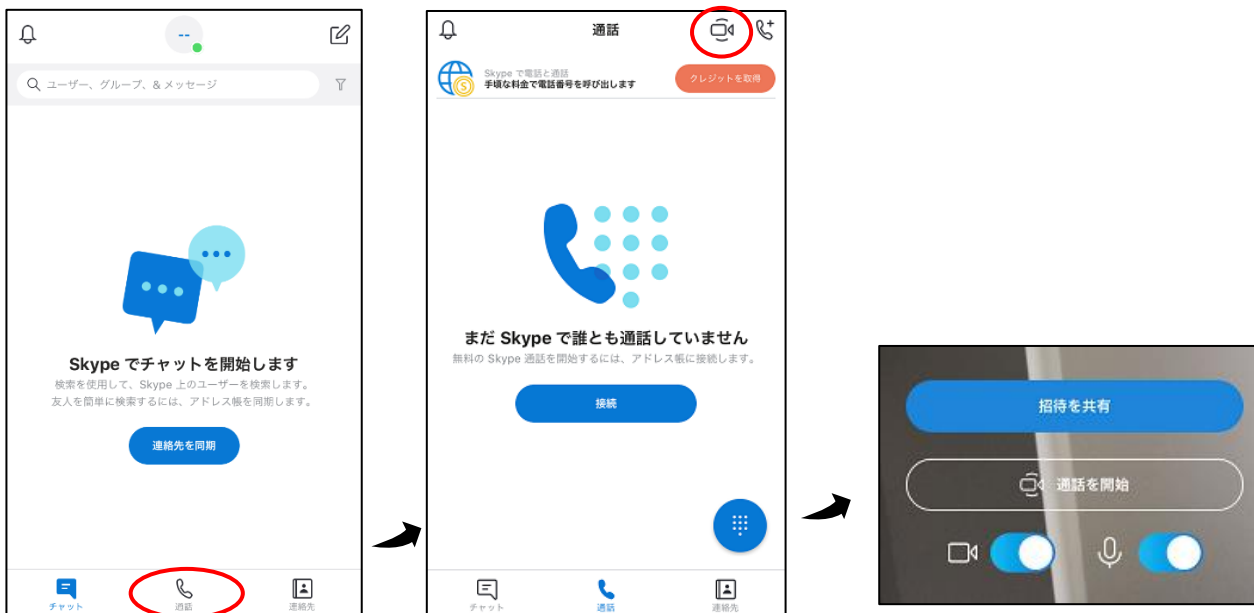 --
ユーザー、グループ、& メッセージ
Skype でチャットを開始します
検索を使用して、Skype 上のユーザーを検索します。
友人を簡単に検索するには、アドレス帳を同期します。
連絡先を同期
チャット
通話
連絡先
通話
Skype で電話と通話
手頃な料金で電話番号を呼び出します
クレジットを取得
まだ Skype で誰とも通話していません
無料の Skype 通話を開始するには、アドレス帳に接続します。
接続
チャット
通話
連絡先
招待を共有
通話を開始